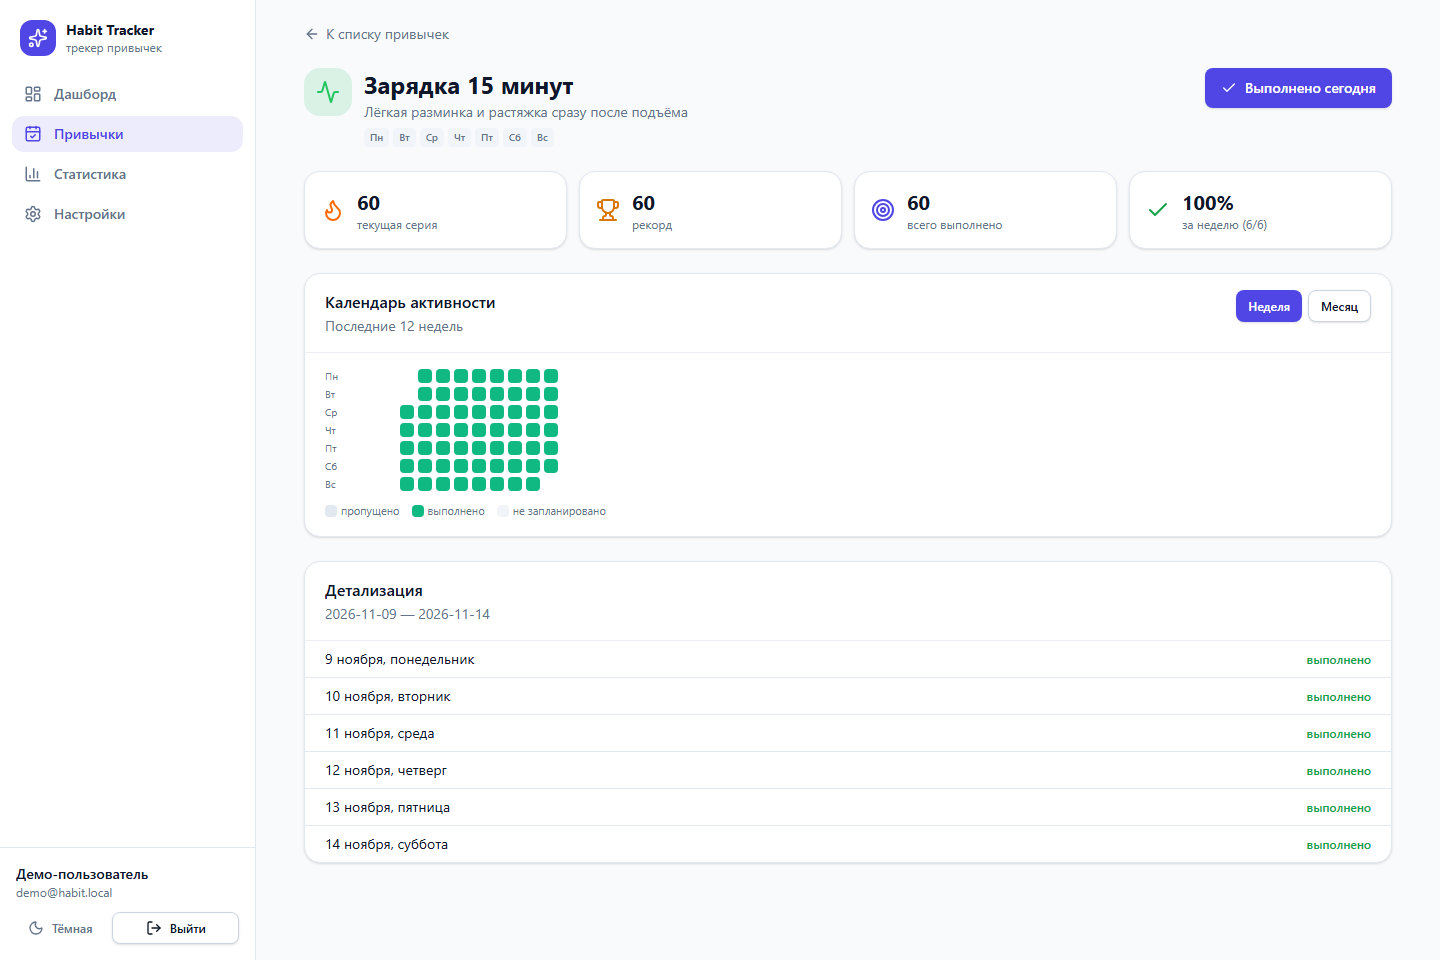 Habit Tracker
трекер привычек
Дашборд
Привычки
Статистика
Настройки
Демо-пользователь
demo@habit.local
Тёмная
Выйти
К списку привычек
Зарядка 15 минут
Лёгкая разминка и растяжка сразу после подъёма
Пн Вт Ср Чт Пт Сб Вс
Выполнено сегодня
60
текущая серия
60
рекорд
60
всего выполнено
100%
за неделю (6/6)
Календарь активности
Последние 12 недель
Неделя
Месяц
Пн
Вт
Ср
Чт
Пт
Сб
Вс
пропущено выполнено не запланировано
Детализация
2026-11-09 — 2026-11-14
9 ноября, понедельник выполнено
10 ноября, вторник выполнено
11 ноября, среда выполнено
12 ноября, четверг выполнено
13 ноября, пятница выполнено
14 ноября, суббота выполнено